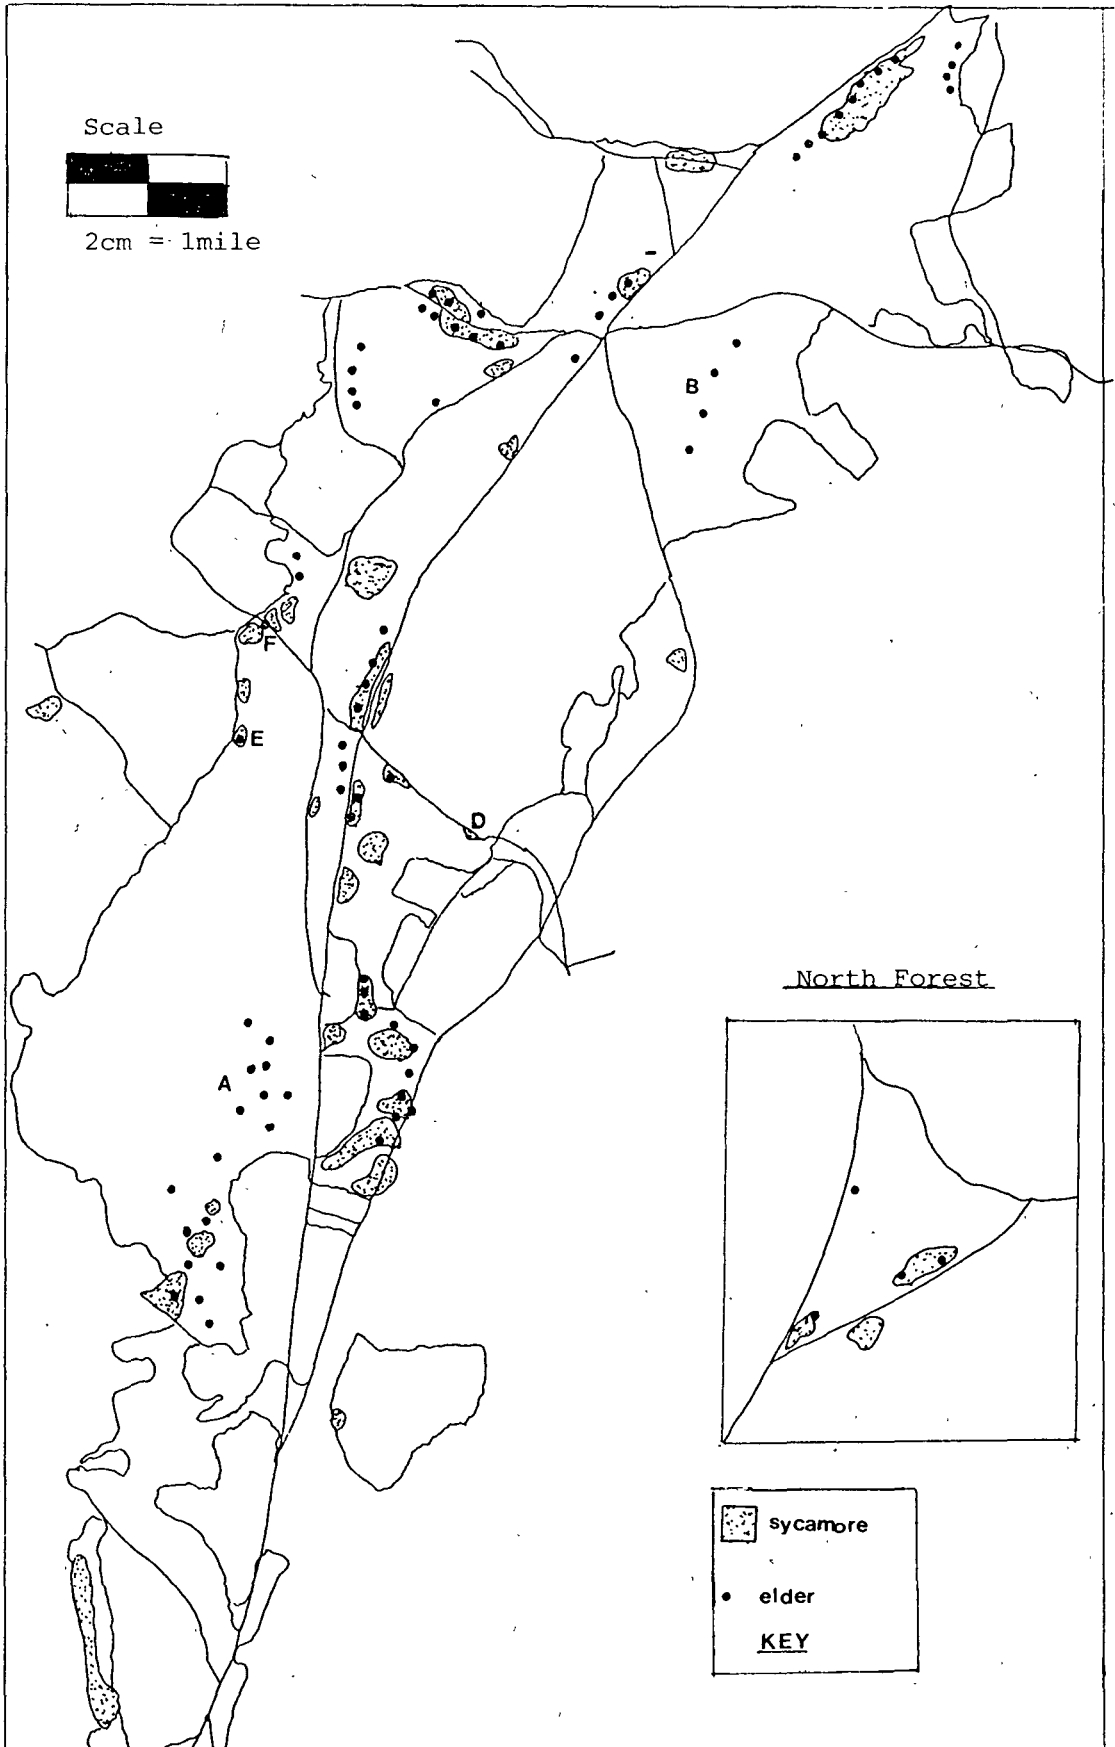 Scale
2cm = 1mile
B
F
E
D
A
North Forest
sycamore
elder
KEY